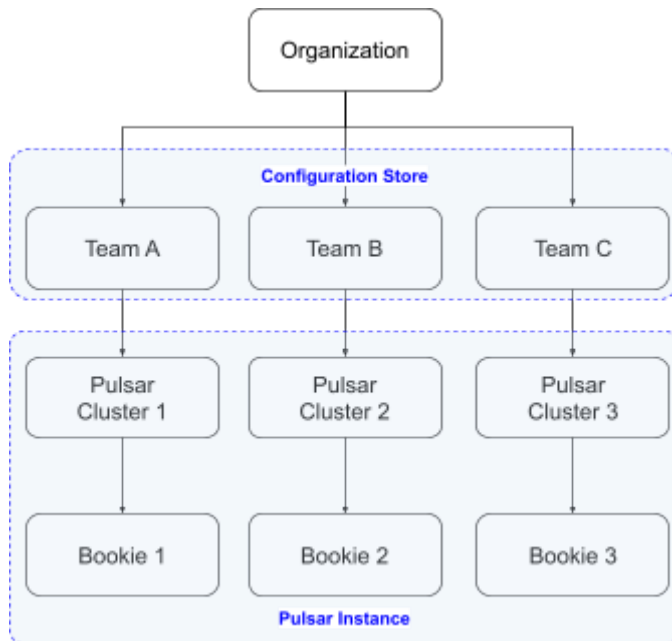 Organization
Configuration Store
Team A
Team B
Team C
Pulsar
Cluster 1
Pulsar
Cluster 2
Pulsar
Cluster 3
Bookie 1
Bookie 2
Bookie 3
Pulsar Instance